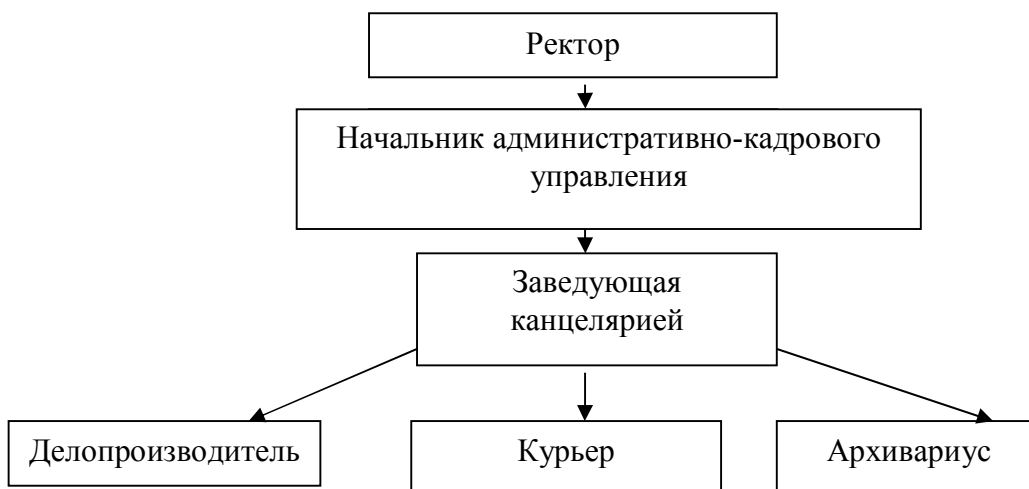 Ректор
Начальник административно-кадрового
управления
Заведующая
канцелярией
Делопроизводитель
Курьер
Архивариус